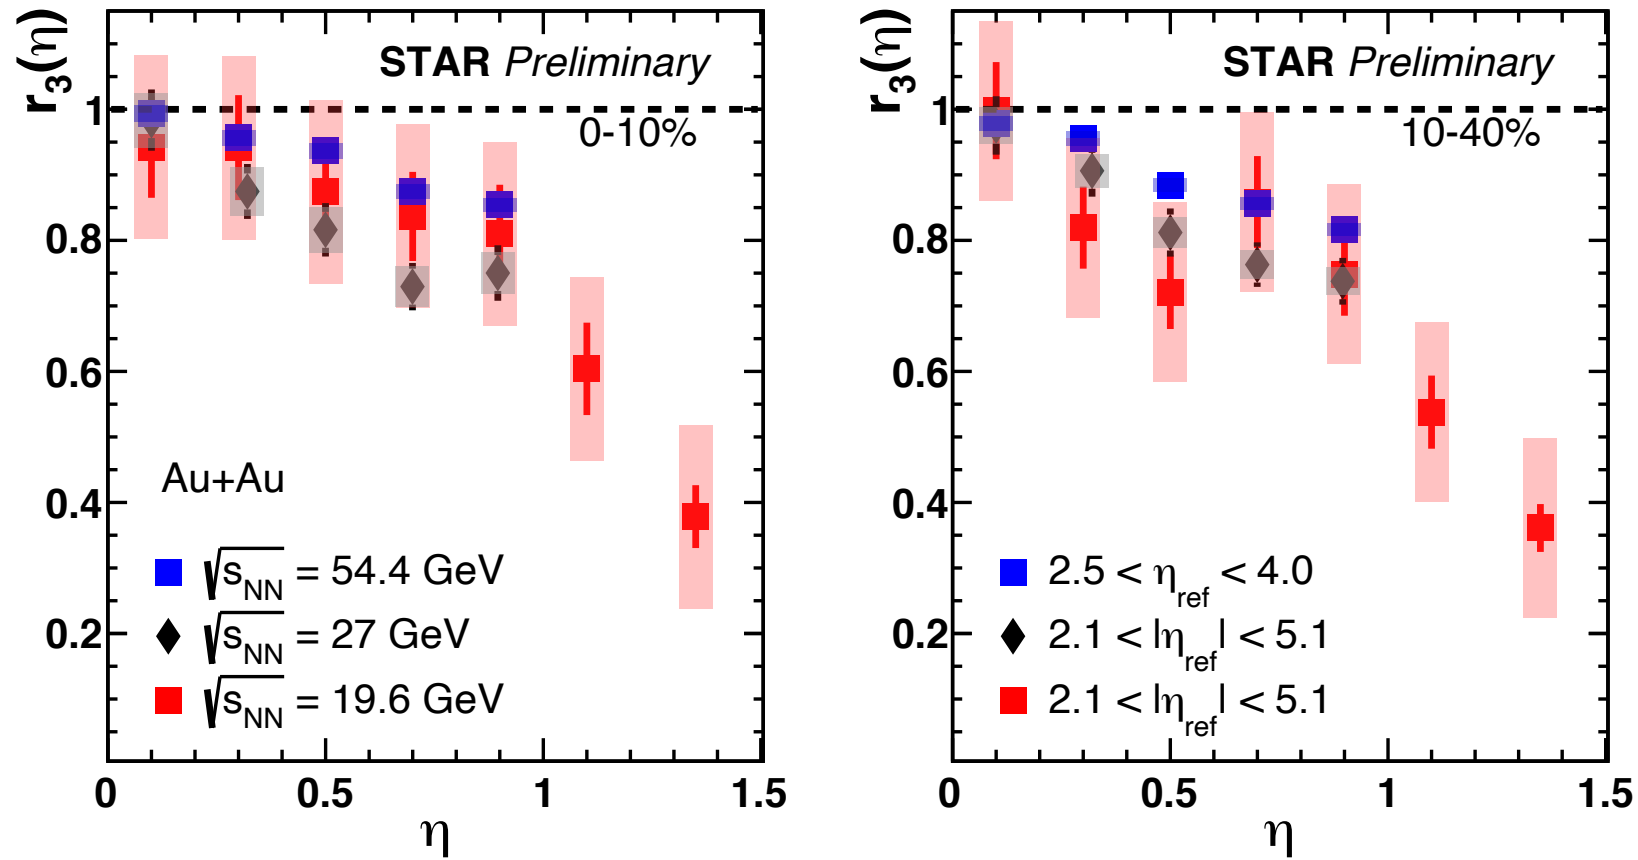 r₃(η)
STAR Preliminary
0-10%
1
0.8
0.6
0.4
0.2
Au+Au
√sNN = 54.4 GeV
√sNN = 27 GeV
√sNN = 19.6 GeV
0 0.5 1 1.5
η
r₃(η)
STAR Preliminary
10-40%
1
0.8
0.6
0.4
0.2
2.5 < ηref < 4.0
2.1 < |ηref| < 5.1
2.1 < |ηref| < 5.1
0 0.5 1 1.5
η